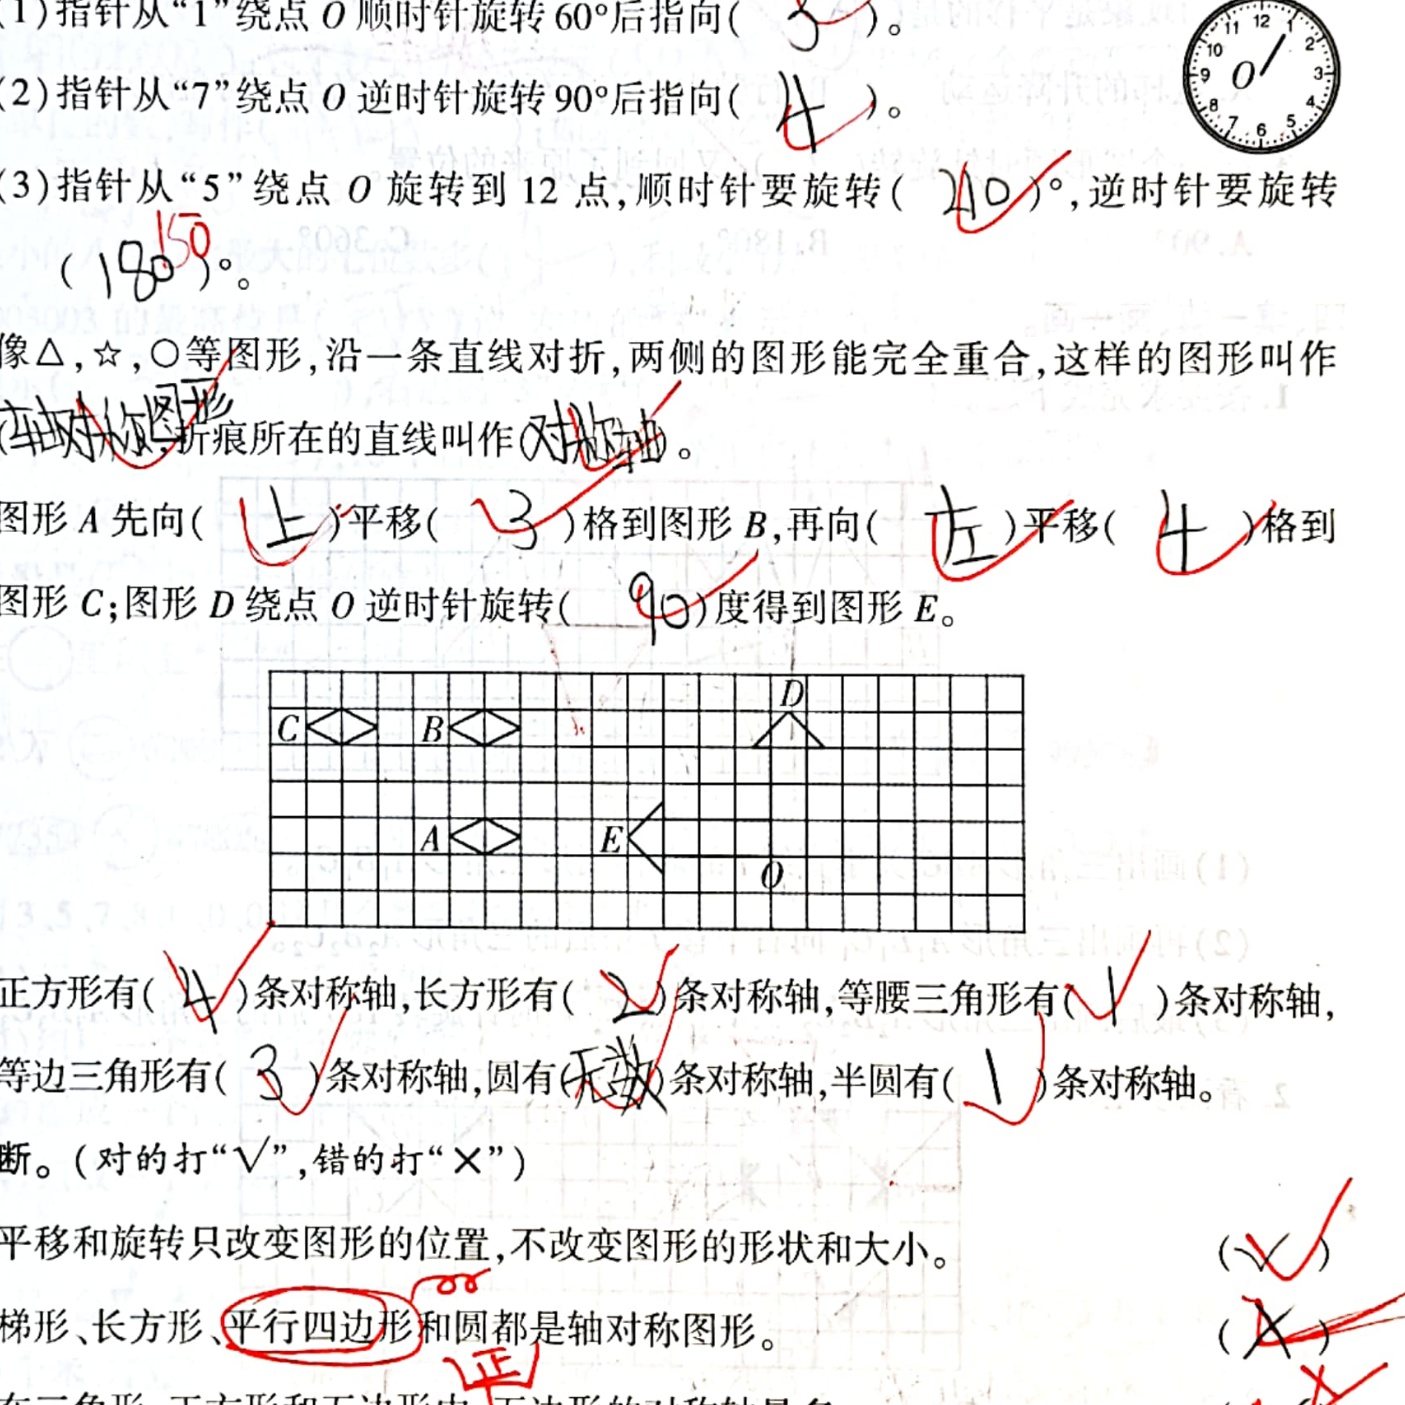 (1)指针从“1”绕点 O 顺时针旋转 60°后指向( 3 )。
(2)指针从“7”绕点 O 逆时针旋转 90°后指向( 4 )。
11 12 1
10 2
9 O 3
8 4
7 6 5
(3)指针从“5”绕点 O 旋转到 12 点,顺时针要旋转( 210 )°,逆时针要旋转
150
(180)°。
像△,☆,○等图形,沿一条直线对折,两侧的图形能完全重合,这样的图形叫作
(轴对称图形),折痕所在的直线叫作(对称轴)。
图形 A 先向( 上 )平移( 3 )格到图形 B,再向( 左 )平移( 4 )格到
图形 C;图形 D 绕点 O 逆时针旋转( 90 )度得到图形 E。
D
C B
A E
O
正方形有( 4 )条对称轴,长方形有( 2 )条对称轴,等腰三角形有( 1 )条对称轴,
等边三角形有( 3 )条对称轴,圆有(无数)条对称轴,半圆有( 1 )条对称轴。
断。(对的打“√”,错的打“×”)
平移和旋转只改变图形的位置,不改变图形的形状和大小。 (√)
梯形、长方形、平行四边形和圆都是轴对称图形。 (×)
正